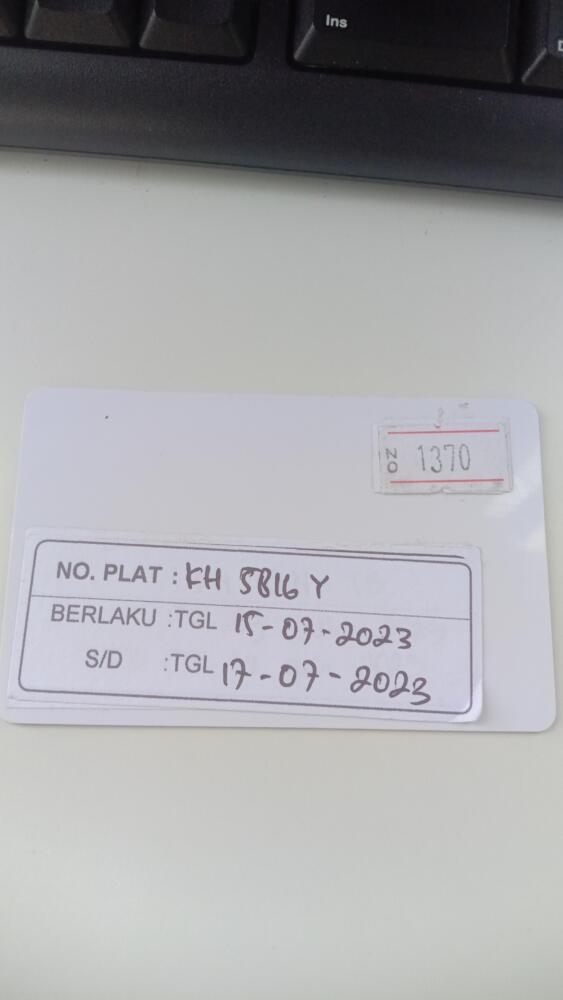 Ins
NO 1370
NO. PLAT : KH 5816 Y
BERLAKU :TGL 15-07-2023
S/D :TGL 17-07-2023